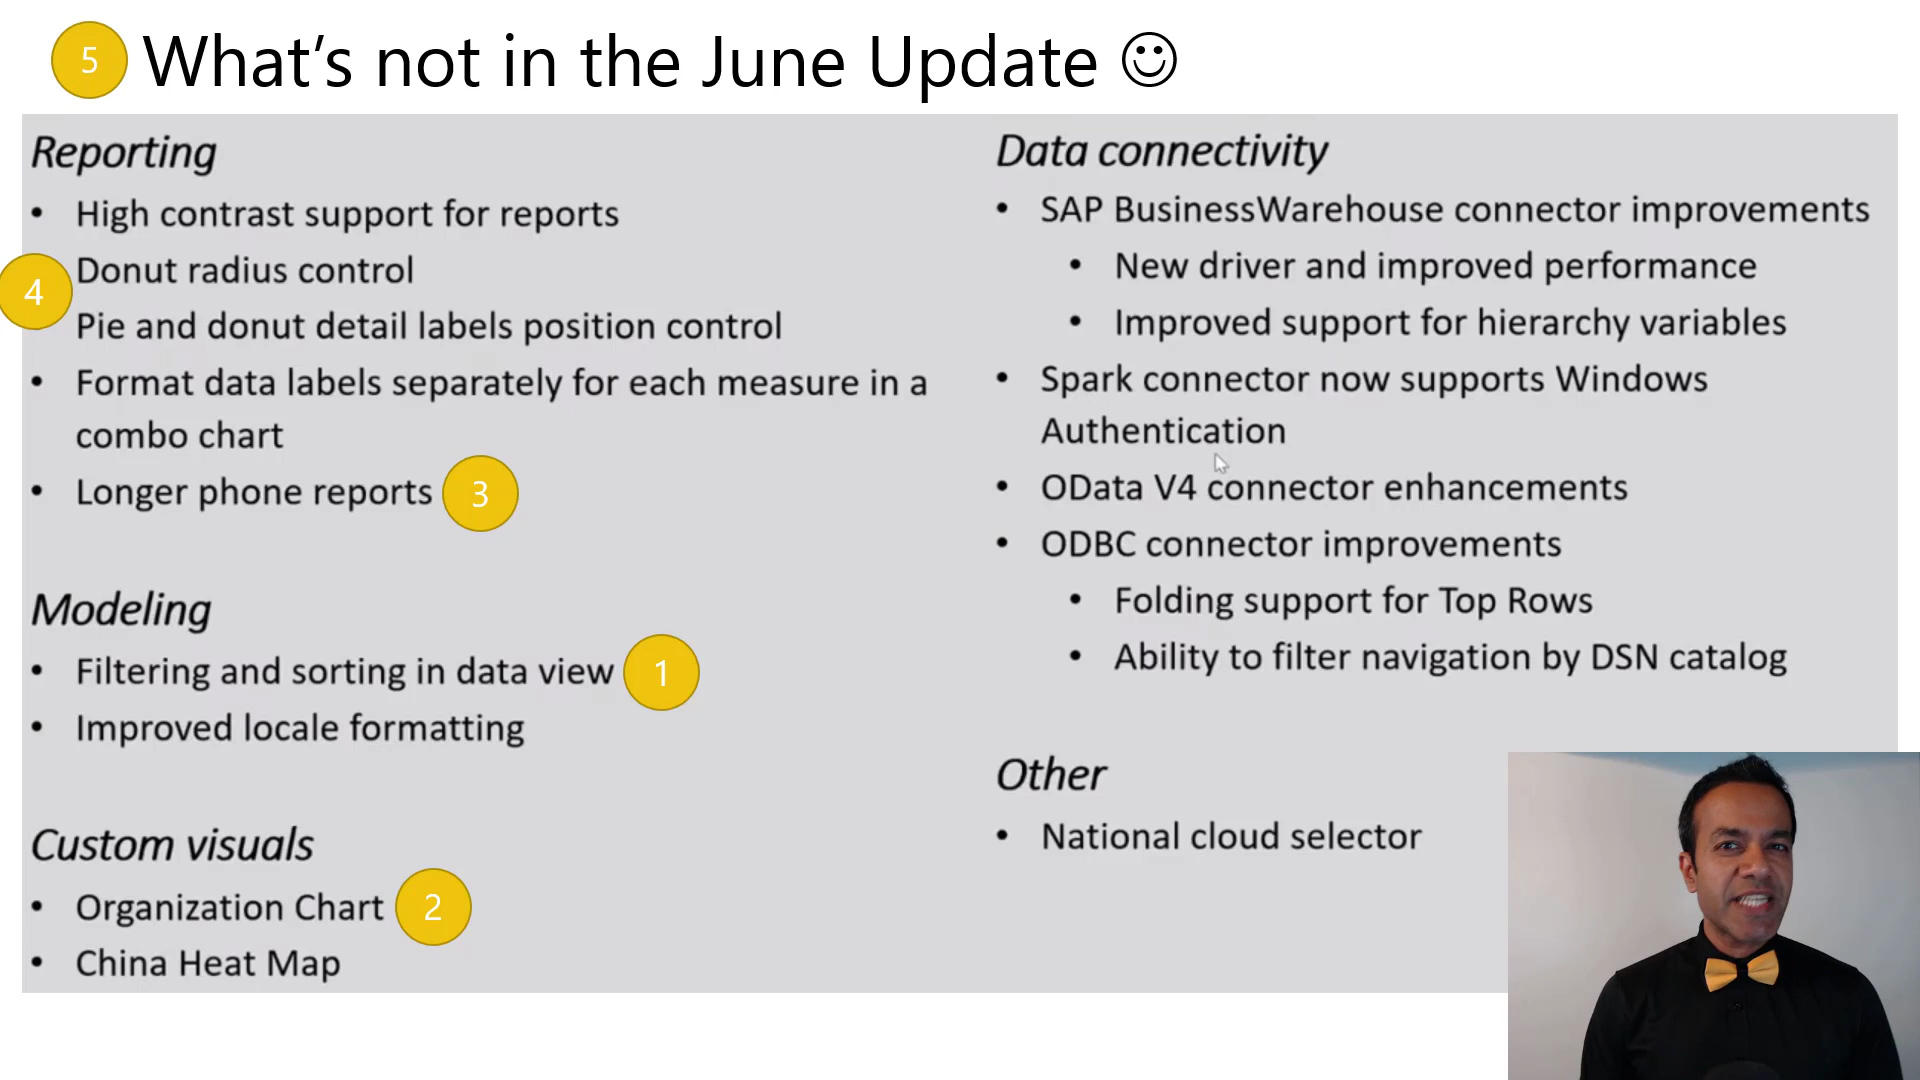 5 What's not in the June Update ☺
Reporting
• High contrast support for reports
4 Donut radius control
Pie and donut detail labels position control
• Format data labels separately for each measure in a
combo chart
• Longer phone reports 3
Modeling
• Filtering and sorting in data view 1
• Improved locale formatting
Custom visuals
• Organization Chart 2
• China Heat Map
Data connectivity
• SAP BusinessWarehouse connector improvements
• New driver and improved performance
• Improved support for hierarchy variables
• Spark connector now supports Windows
Authentication
• OData V4 connector enhancements
• ODBC connector improvements
• Folding support for Top Rows
• Ability to filter navigation by DSN catalog
Other
• National cloud selector